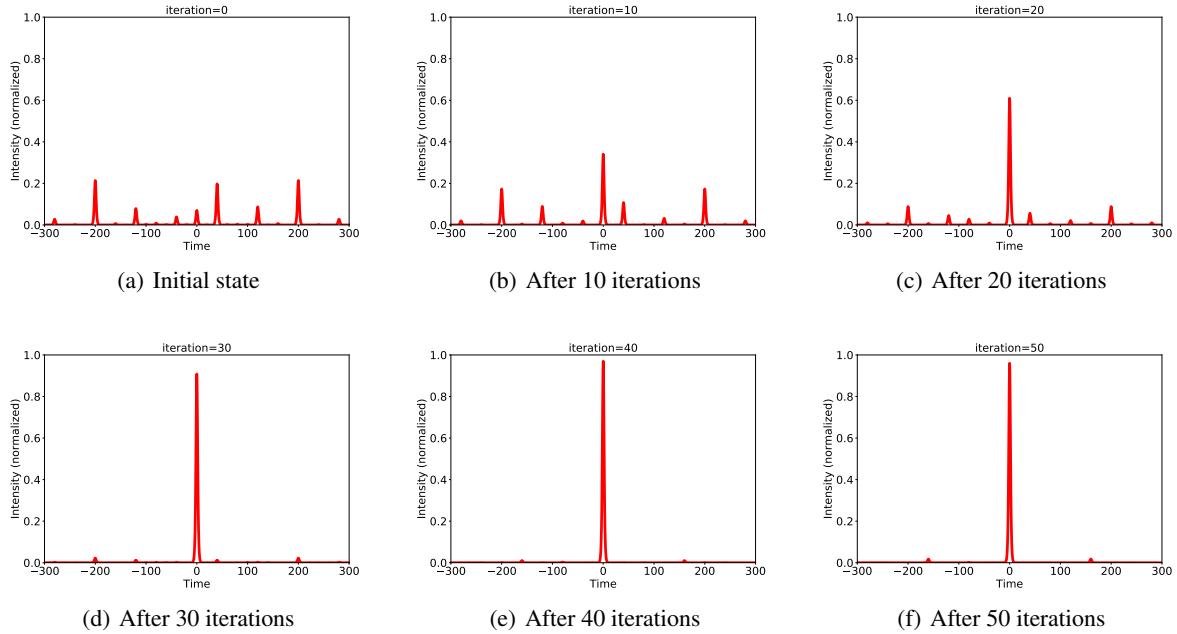 iteration=0
1.0
0.8
0.6
0.4
0.2
0.0
Intensity (normalized)
−300 −200 −100 0 100 200 300
Time
(a) Initial state
iteration=10
1.0
0.8
0.6
0.4
0.2
0.0
Intensity (normalized)
−300 −200 −100 0 100 200 300
Time
(b) After 10 iterations
iteration=20
1.0
0.8
0.6
0.4
0.2
0.0
Intensity (normalized)
−300 −200 −100 0 100 200 300
Time
(c) After 20 iterations
iteration=30
1.0
0.8
0.6
0.4
0.2
0.0
Intensity (normalized)
−300 −200 −100 0 100 200 300
Time
(d) After 30 iterations
iteration=40
1.0
0.8
0.6
0.4
0.2
0.0
Intensity (normalized)
−300 −200 −100 0 100 200 300
Time
(e) After 40 iterations
iteration=50
1.0
0.8
0.6
0.4
0.2
0.0
Intensity (normalized)
−300 −200 −100 0 100 200 300
Time
(f) After 50 iterations